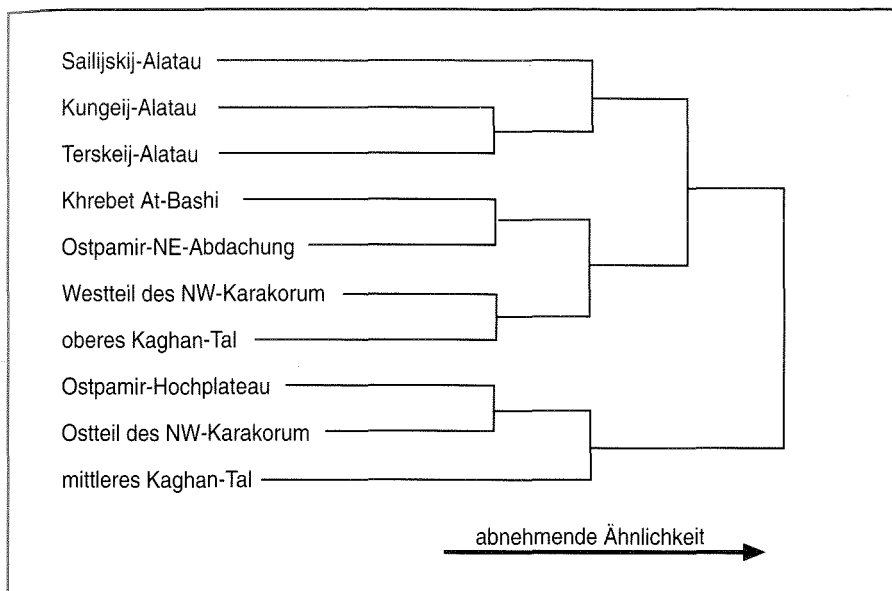 Sailijskij-Alatau
Kungeij-Alatau
Terskeij-Alatau
Khrebet At-Bashi
Ostpamir-NE-Abdachung
Westteil des NW-Karakorum
oberes Kaghan-Tal
Ostpamir-Hochplateau
Ostteil des NW-Karakorum
mittleres Kaghan-Tal
abnehmende Ähnlichkeit